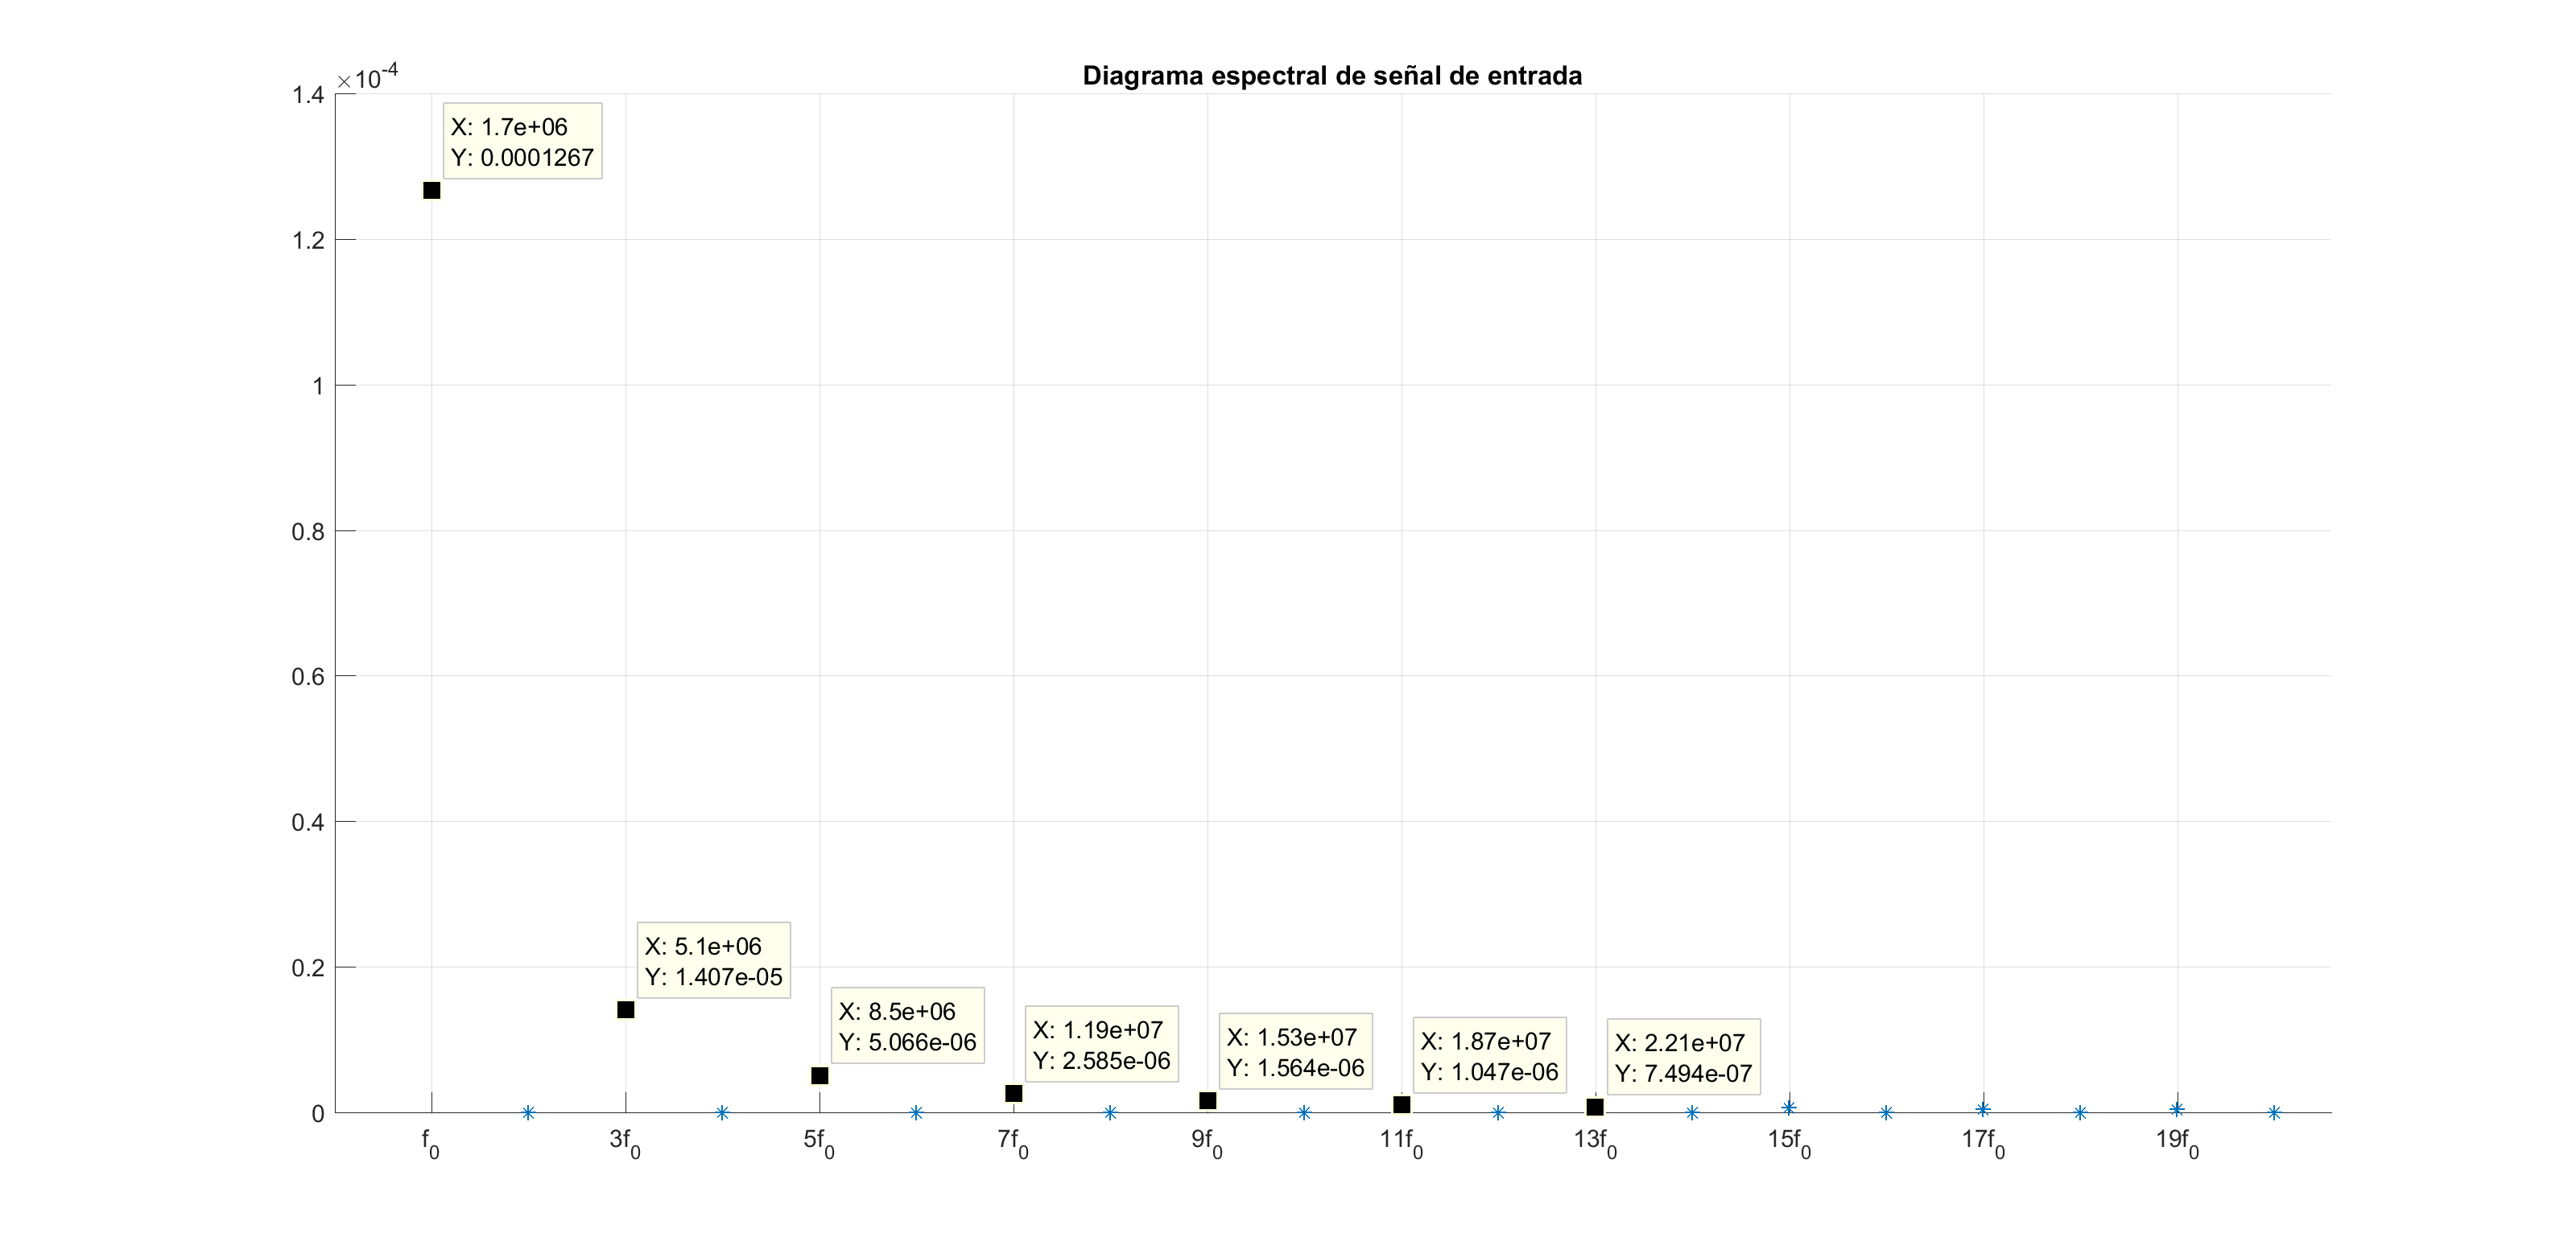 Diagrama espectral de señal de entrada
×10-4
1.4
1.2
1
0.8
0.6
0.4
0.2
0
X: 1.7e+06
Y: 0.0001267
X: 5.1e+06
Y: 1.407e-05
X: 8.5e+06
Y: 5.066e-06
X: 1.19e+07
Y: 2.585e-06
X: 1.53e+07
Y: 1.564e-06
X: 1.87e+07
Y: 1.047e-06
X: 2.21e+07
Y: 7.494e-07
f0 3f0 5f0 7f0 9f0 11f0 13f0 15f0 17f0 19f0